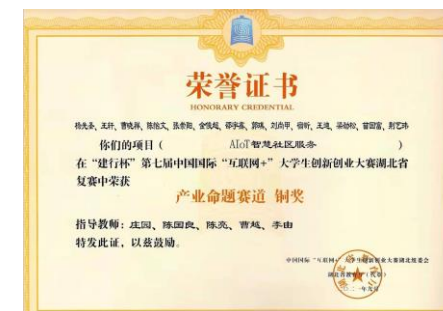 荣誉证书
HONORARY CREDENTIAL
你们的项目（ AIoT智慧社区服务 ）
在“建行杯”第七届中国国际“互联网+”大学生创新创业大赛湖北省
复赛中荣获
产业命题赛道 铜奖
指导教师：庄园、陈国良、陈亮、曹越、李由
特发此证，以兹鼓励。